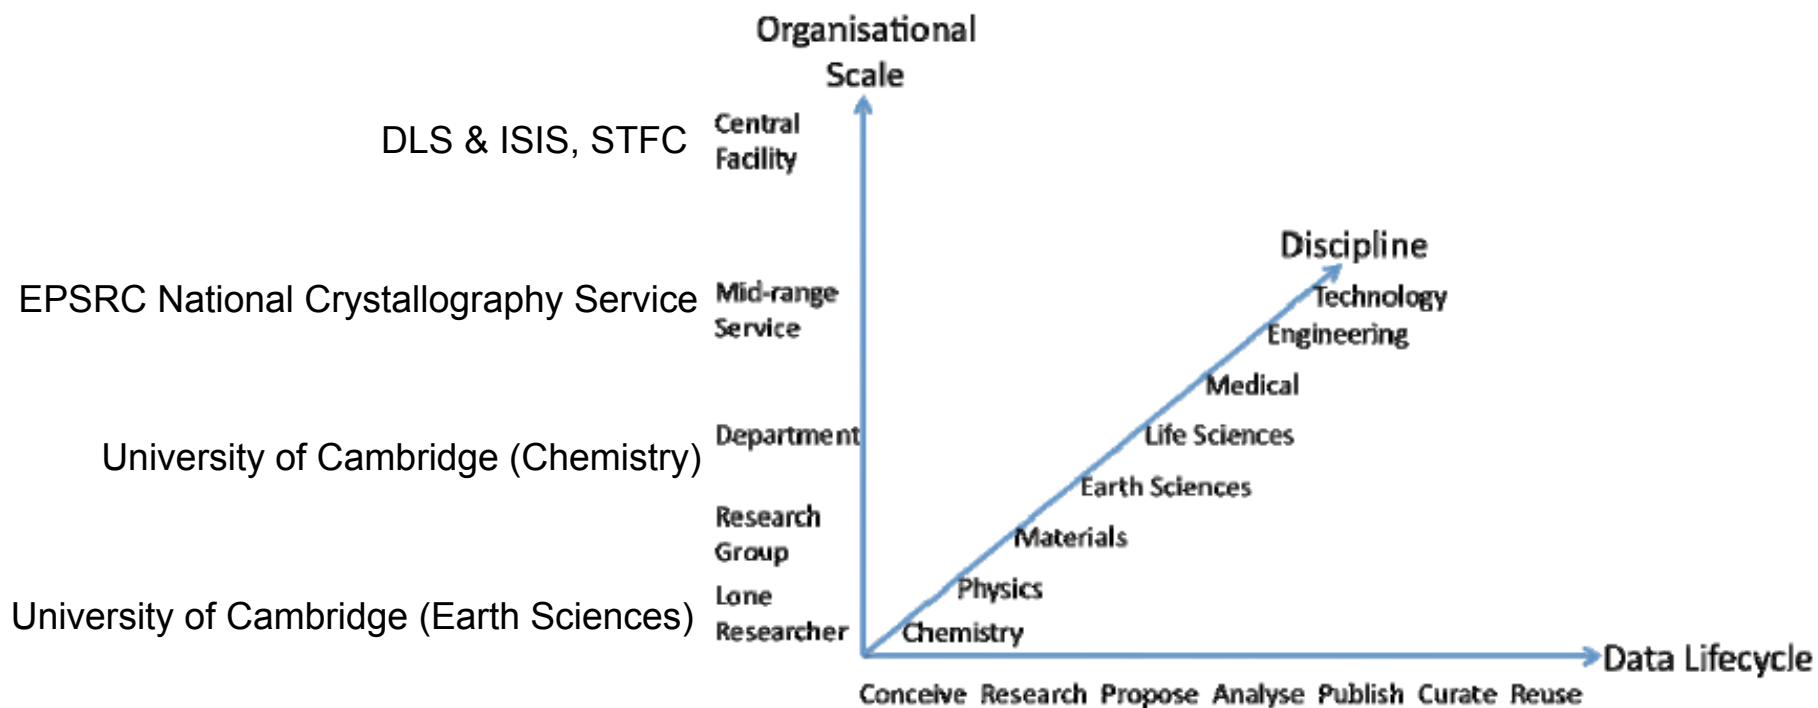 Organisational
Scale
DLS & ISIS, STFC
Central
Facility
EPSRC National Crystallography Service
Mid-range
Service
University of Cambridge (Chemistry)
Department
Research
Group
University of Cambridge (Earth Sciences)
Lone
Researcher
Discipline
Technology
Engineering
Medical
Life Sciences
Earth Sciences
Materials
Physics
Chemistry
Data Lifecycle
Conceive Research Propose Analyse Publish Curate Reuse